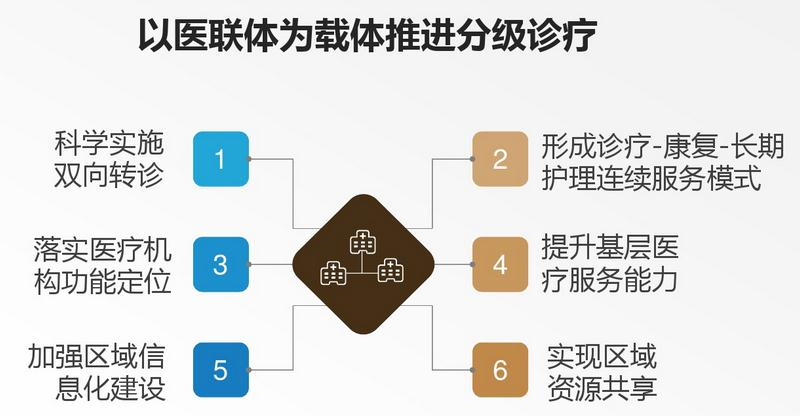 以医联体为载体推进分级诊疗
科学实施
双向转诊
1
2
形成诊疗-康复-长期
护理连续服务模式
落实医疗机
构功能定位
3
4
提升基层医
疗服务能力
加强区域信
息化建设
5
6
实现区域
资源共享